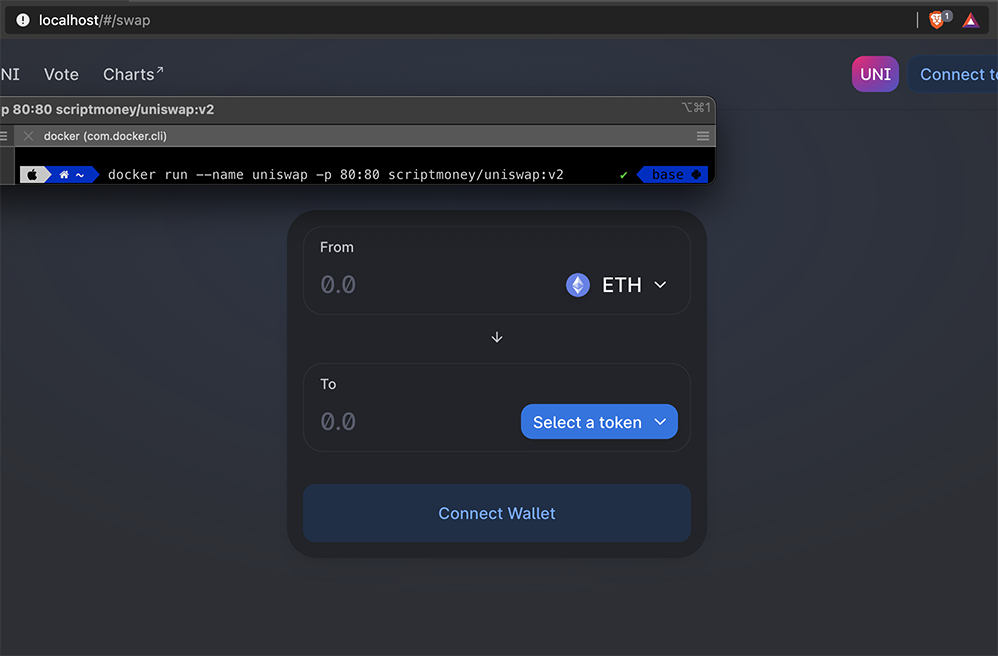 localhost/#/swap
1
NI Vote Charts↗ UNI Connect to
p 80:80 scriptmoney/uniswap:v2 ⌥⌘1
docker (com.docker.cli)
~ docker run --name uniswap -p 80:80 scriptmoney/uniswap:v2 ✔ base
From
0.0 ETH
↓
To
0.0 Select a token
Connect Wallet